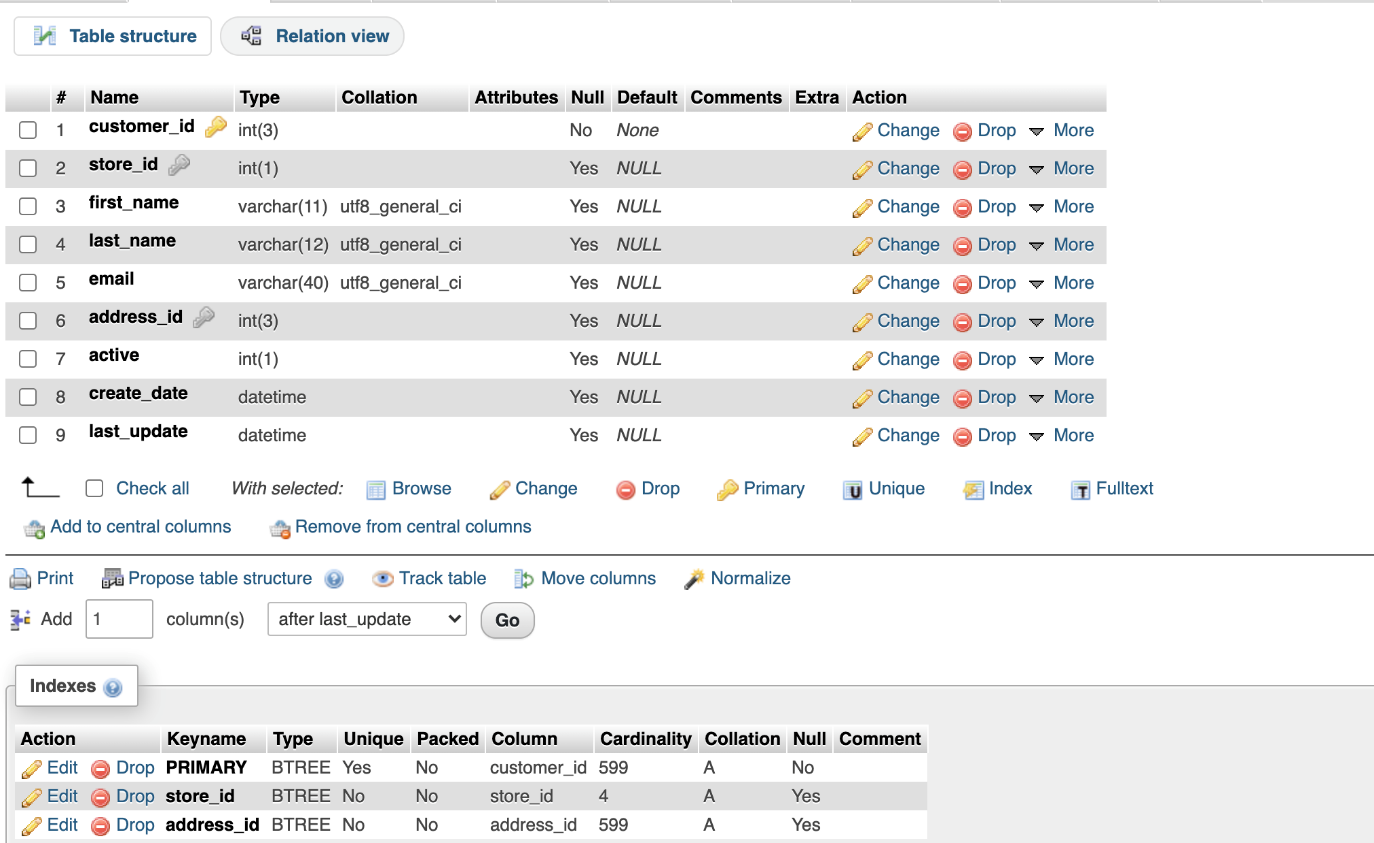 Table structure Relation view
# Name Type Collation Attributes Null Default Comments Extra Action
1 customer_id int(3) No None Change Drop More
2 store_id int(1) Yes NULL Change Drop More
3 first_name varchar(11) utf8_general_ci Yes NULL Change Drop More
4 last_name varchar(12) utf8_general_ci Yes NULL Change Drop More
5 email varchar(40) utf8_general_ci Yes NULL Change Drop More
6 address_id int(3) Yes NULL Change Drop More
7 active int(1) Yes NULL Change Drop More
8 create_date datetime Yes NULL Change Drop More
9 last_update datetime Yes NULL Change Drop More
Check all With selected: Browse Change Drop Primary Unique Index Fulltext
Add to central columns Remove from central columns
Print Propose table structure Track table Move columns Normalize
Add 1 column(s) after last_update Go
Indexes
Action Keyname Type Unique Packed Column Cardinality Collation Null Comment
Edit Drop PRIMARY BTREE Yes No customer_id 599 A No
Edit Drop store_id BTREE No No store_id 4 A Yes
Edit Drop address_id BTREE No No address_id 599 A Yes